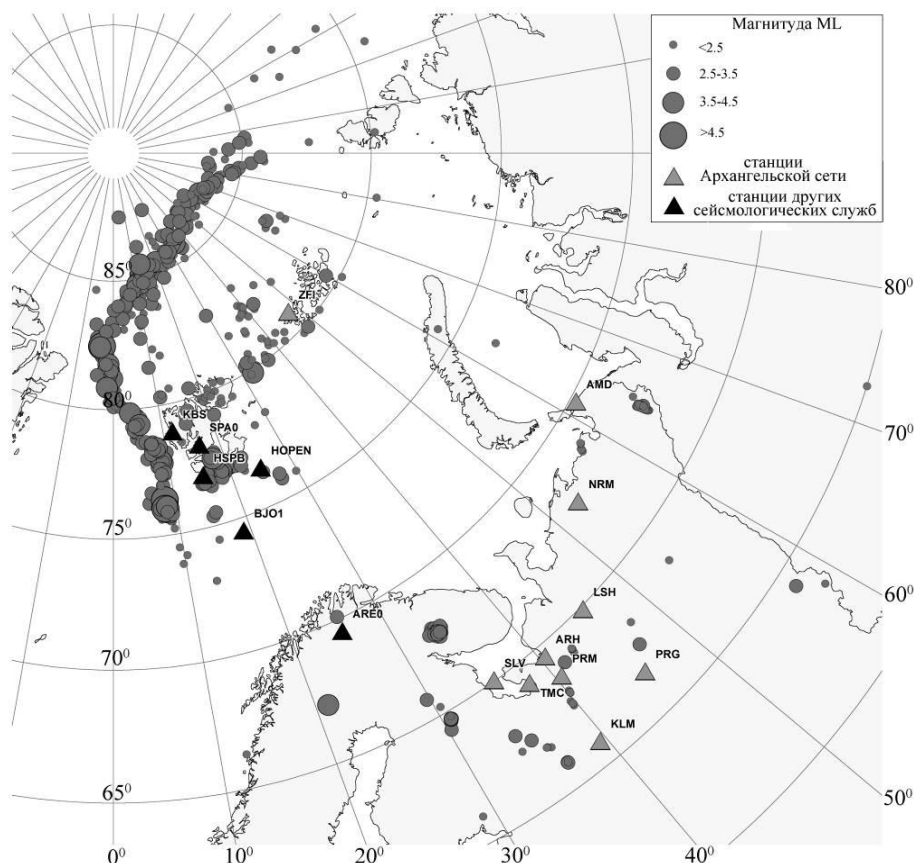 Магнитуда ML
<2.5
2.5-3.5
3.5-4.5
>4.5
станции
Архангельской сети
станции других
сейсмологических служб
85⁰
ZFI
80⁰
80⁰
KBS
SPA0
HSPB
HOPEN
AMD
70⁰
NRM
75⁰
BJO1
60⁰
LSH
ARE0
ARH
PRM
PRG
SLV
TMC
70⁰
KLM
65⁰
50⁰
0⁰
10⁰
20⁰
30⁰
40⁰